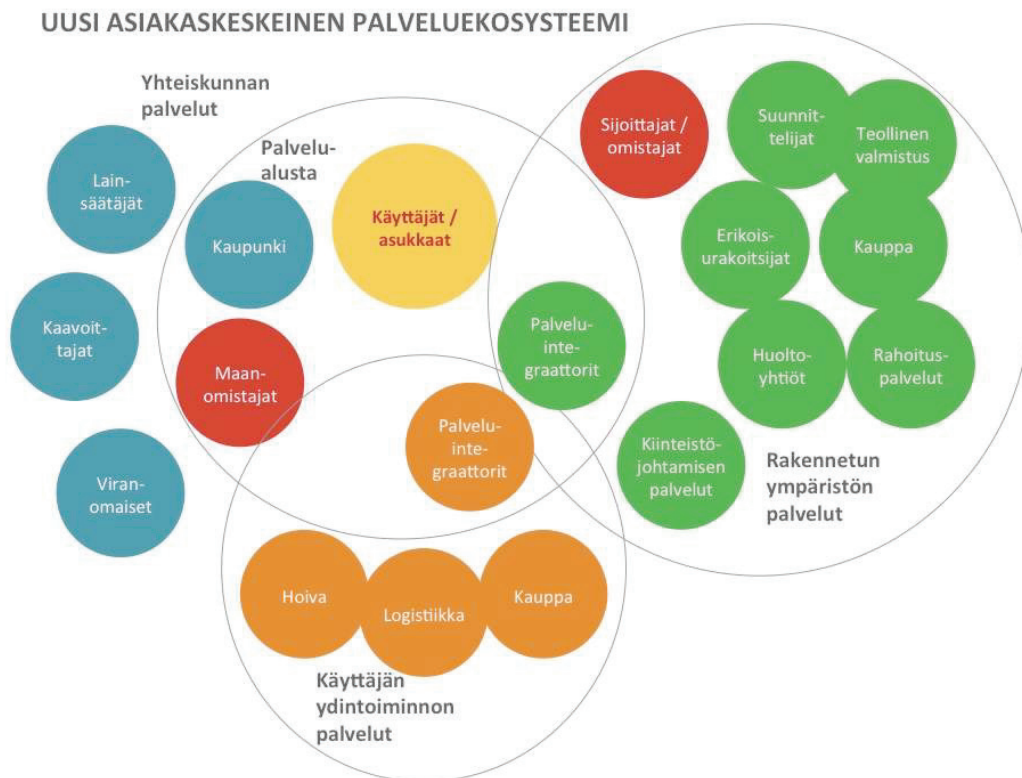 UUSI ASIAKASKESKEINEN PALVELUEKOSYSTEEMI
Yhteiskunnan
palvelut
Lain-
säätäjät
Kaavoit-
tajat
Viran-
omaiset
Palvelu-
alusta
Kaupunki
Käyttäjät /
asukkaat
Maan-
omistajat
Palvelu-
inte-
graattorit
Palvelu-
inte-
graattorit
Sijoittajat /
omistajat
Suunnit-
telijat
Teollinen
valmistus
Erikois-
urakoitsijat
Kauppa
Huolto-
yhtiöt
Rahoitus-
palvelut
Kiinteistö-
johtamisen
palvelut
Rakennetun
ympäristön
palvelut
Hoiva
Logistiikka
Kauppa
Käyttäjän
ydintoiminnon
palvelut